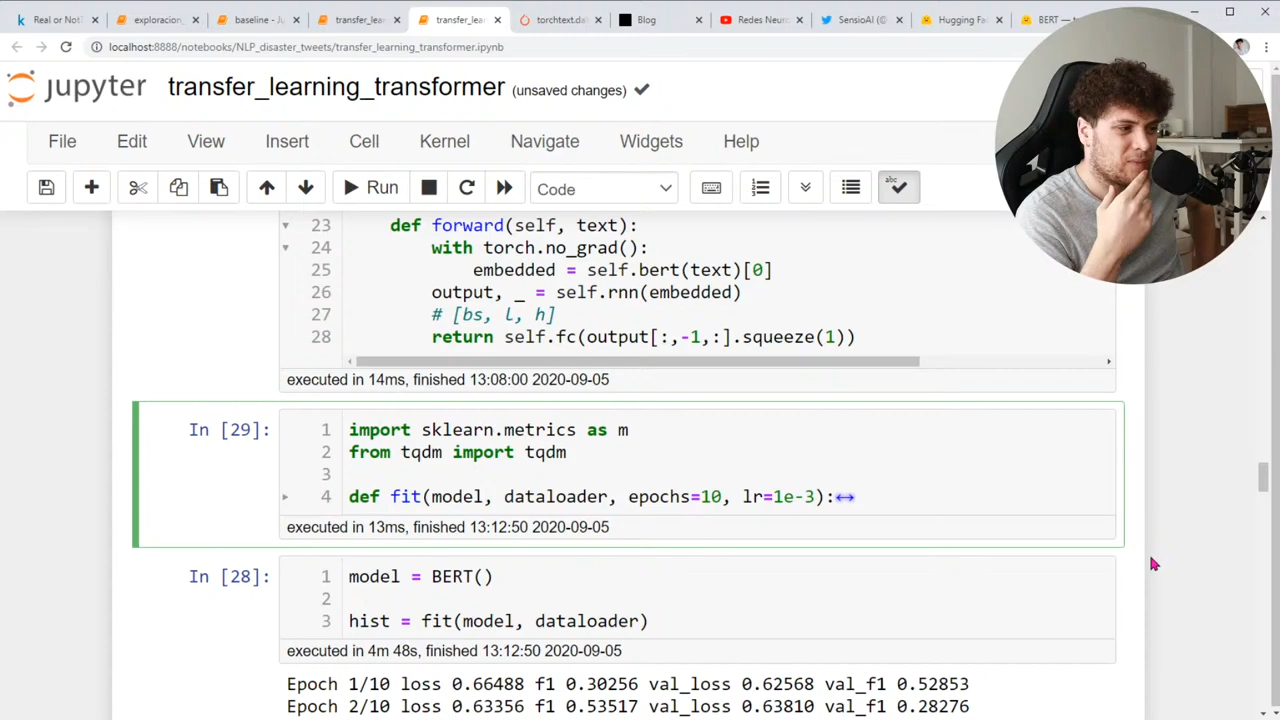 Real or Not?
exploracion_
baseline - Ju
transfer_lea
transfer_lea
torchtext.da
Blog
Redes Neur
SensioAI (@
Hugging Fa
BERT —
localhost:8888/notebooks/NLP_disaster_tweets/transfer_learning_transformer.ipynb
jupyter transfer_learning_transformer (unsaved changes)
File Edit View Insert Cell Kernel Navigate Widgets Help
Run Code abc
23 def forward(self, text):
24 with torch.no_grad():
25 embedded = self.bert(text)[0]
26 output, _ = self.rnn(embedded)
27 # [bs, l, h]
28 return self.fc(output[:,-1,:].squeeze(1))
executed in 14ms, finished 13:08:00 2020-09-05
In [29]: 1 import sklearn.metrics as m
2 from tqdm import tqdm
3
4 def fit(model, dataloader, epochs=10, lr=1e-3):
executed in 13ms, finished 13:12:50 2020-09-05
In [28]: 1 model = BERT()
2
3 hist = fit(model, dataloader)
executed in 4m 48s, finished 13:12:50 2020-09-05
Epoch 1/10 loss 0.66488 f1 0.30256 val_loss 0.62568 val_f1 0.52853
Epoch 2/10 loss 0.63356 f1 0.53517 val_loss 0.63810 val_f1 0.28276